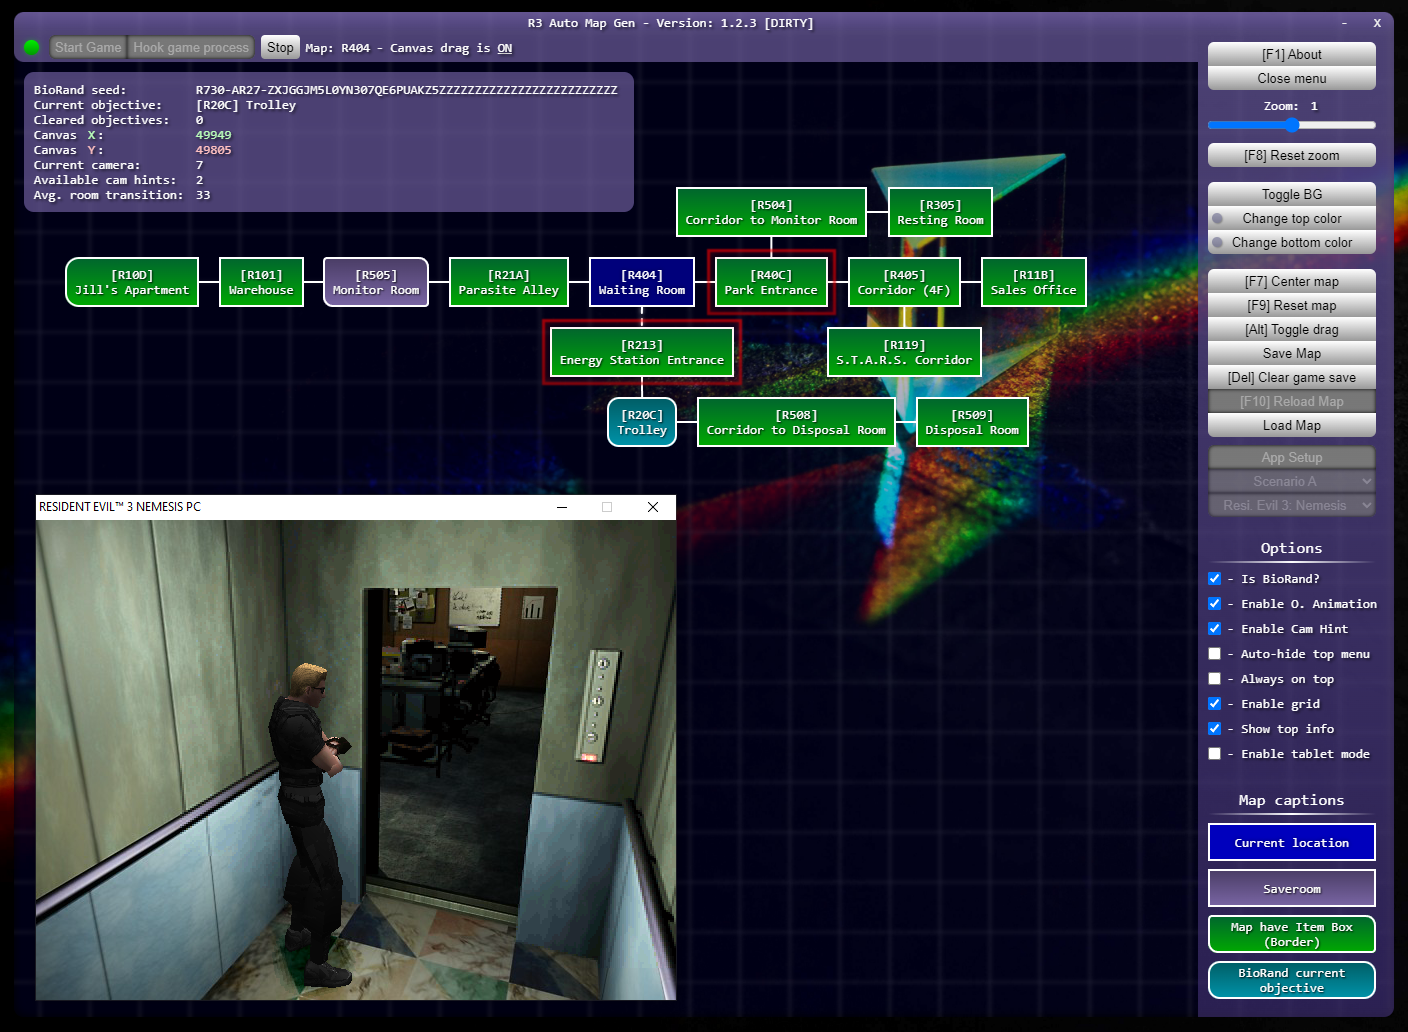 R3 Auto Map Gen - Version: 1.2.3 [DIRTY]
- X
Start Game Hook game process Stop Map: R404 - Canvas drag is ON
BioRand seed: R730-AR27-ZXJGGJM5L0YN307QE6PUAKZ5ZZZZZZZZZZZZZZZZZZZZZZZZZ
Current objective: [R20C] Trolley
Cleared objectives: 0
Canvas X: 49949
Canvas Y: 49805
Current camera: 7
Available cam hints: 2
Avg. room transition: 33
[R504]
Corridor to Monitor Room
[R305]
Resting Room
[R10D]
Jill's Apartment
[R101]
Warehouse
[R505]
Monitor Room
[R21A]
Parasite Alley
[R404]
Waiting Room
[R40C]
Park Entrance
[R405]
Corridor (4F)
[R11B]
Sales Office
[R213]
Energy Station Entrance
[R119]
S.T.A.R.S. Corridor
[R20C]
Trolley
[R508]
Corridor to Disposal Room
[R509]
Disposal Room
RESIDENT EVIL™ 3 NEMESIS PC
[F1] About
Close menu
Zoom: 1
[F8] Reset zoom
Toggle BG
Change top color
Change bottom color
[F7] Center map
[F9] Reset map
[Alt] Toggle drag
Save Map
[Del] Clear game save
[F10] Reload Map
Load Map
App Setup
Scenario A
Resi. Evil 3: Nemesis
Options
- Is BioRand?
- Enable O. Animation
- Enable Cam Hint
- Auto-hide top menu
- Always on top
- Enable grid
- Show top info
- Enable tablet mode
Map captions
Current location
Saveroom
Map have Item Box
(Border)
BioRand current
objective